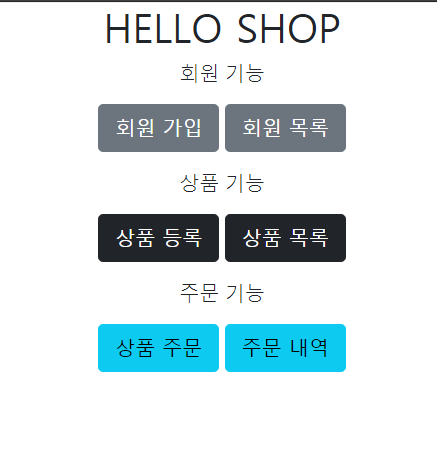 HELLO SHOP
회원 기능
회원 가입 회원 목록
상품 기능
상품 등록 상품 목록
주문 기능
상품 주문 주문 내역